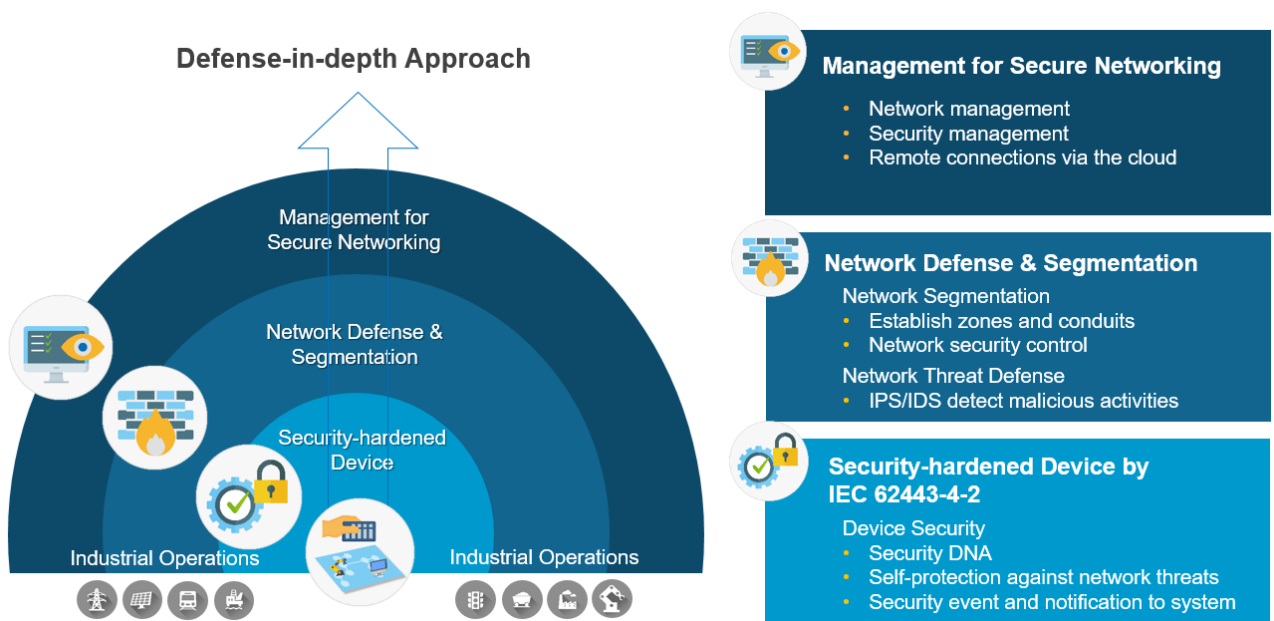 Defense-in-depth Approach
Management for
Secure Networking
Network Defense &
Segmentation
Security-hardened
Device
Industrial Operations
Industrial Operations
Management for Secure Networking
• Network management
• Security management
• Remote connections via the cloud
Network Defense & Segmentation
Network Segmentation
• Establish zones and conduits
• Network security control
Network Threat Defense
• IPS/IDS detect malicious activities
Security-hardened Device by
IEC 62443-4-2
Device Security
• Security DNA
• Self-protection against network threats
• Security event and notification to system